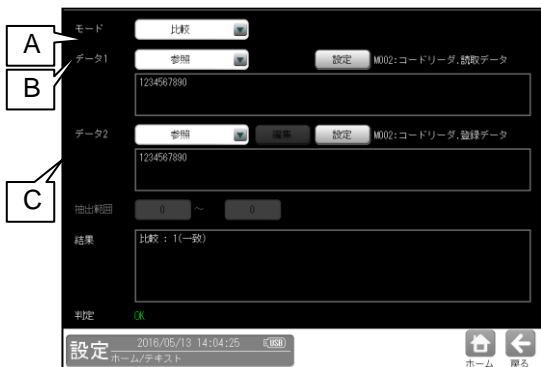 A
モード 比較
B
データ1 参照 設定 M002:コードリーダ.読取データ
1234567890
データ2 参照 編集 設定 M002:コードリーダ.登録データ
1234567890
C
抽出範囲 0 ~ 0
結果 比較 : 1(一致)
判定 OK
設定 2016/05/13 14:04:25 USB
ホーム/テキスト
ホーム 戻る